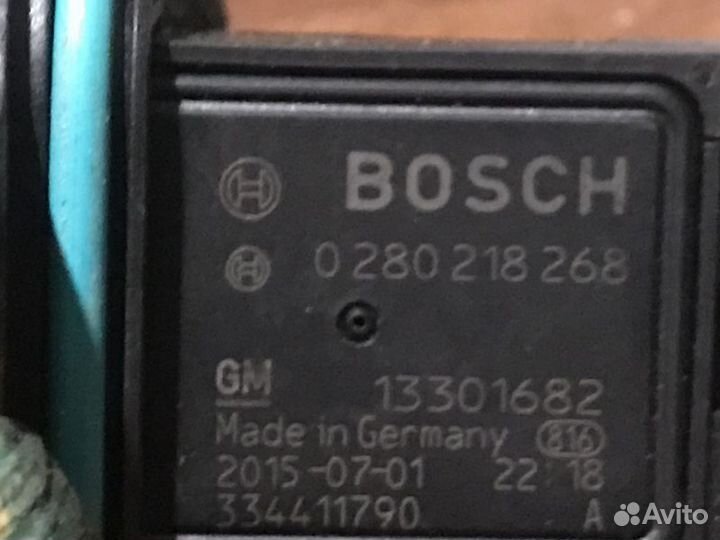 BOSCH
0 280 218 268
GM 13301682
Made in Germany 816
2015-07-01 22:18
334411790 A
Avito